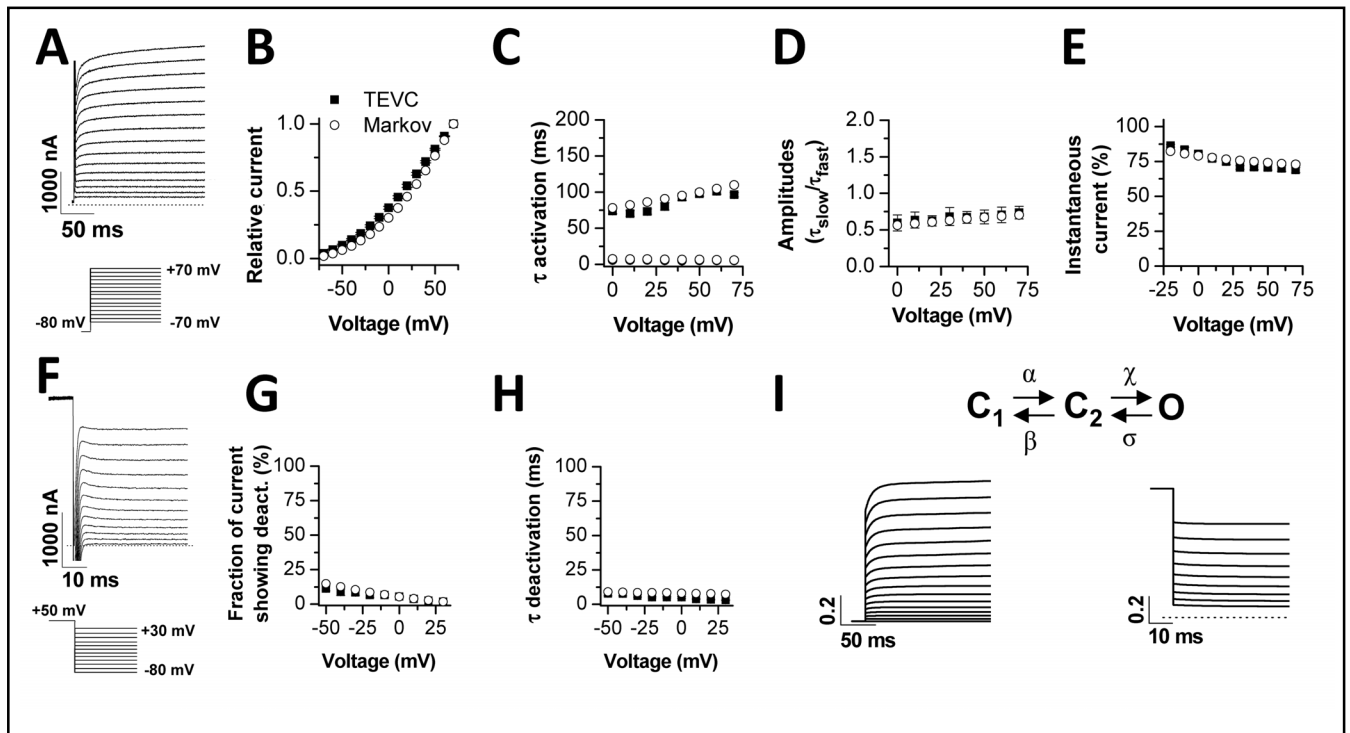 A
1000 nA
50 ms
+70 mV
-80 mV
-70 mV
B
TEVC
Markov
Relative current
1.0
0.5
0.0
-50
0
50
Voltage (mV)
C
τ activation (ms)
200
150
100
50
0
0
25
50
75
Voltage (mV)
D
Amplitudes
(τslow/τfast)
2.0
1.5
1.0
0.5
0.0
0
25
50
75
Voltage (mV)
E
Instantaneous
current (%)
100
75
50
25
0
-25
0
25
50
75
Voltage (mV)
F
1000 nA
10 ms
+50 mV
+30 mV
-80 mV
G
Fraction of current
showing deact. (%)
100
75
50
25
0
-50
-25
0
25
Voltage (mV)
H
τ deactivation (ms)
100
75
50
25
0
-50
-25
0
25
Voltage (mV)
I
α χ
C1 C2 O
β σ
0.2
50 ms
0.2
10 ms